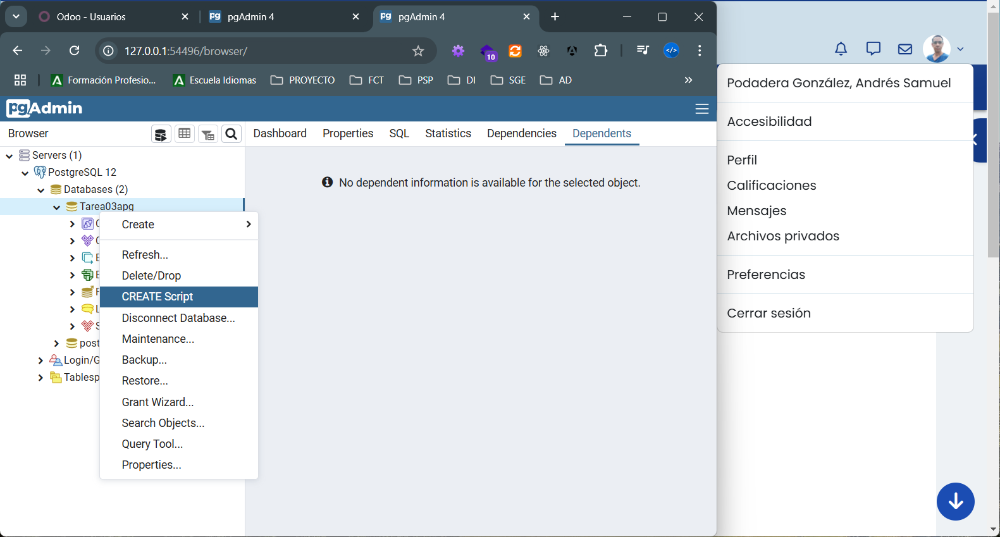 Odoo - Usuarios
pgAdmin 4
pgAdmin 4
127.0.0.1:54496/browser/
10
Formación Profesio...
Escuela Idiomas
PROYECTO
FCT
PSP
DI
SGE
AD
pgAdmin
Browser
Dashboard
Properties
SQL
Statistics
Dependencies
Dependents
Servers (1)
PostgreSQL 12
Databases (2)
Tarea03apg
post
Login/G
Tablesp
Create
Refresh...
Delete/Drop
CREATE Script
Disconnect Database...
Maintenance...
Backup...
Restore...
Grant Wizard...
Search Objects...
Query Tool...
Properties...
No dependent information is available for the selected object.
Podadera González, Andrés Samuel
Accesibilidad
Perfil
Calificaciones
Mensajes
Archivos privados
Preferencias
Cerrar sesión